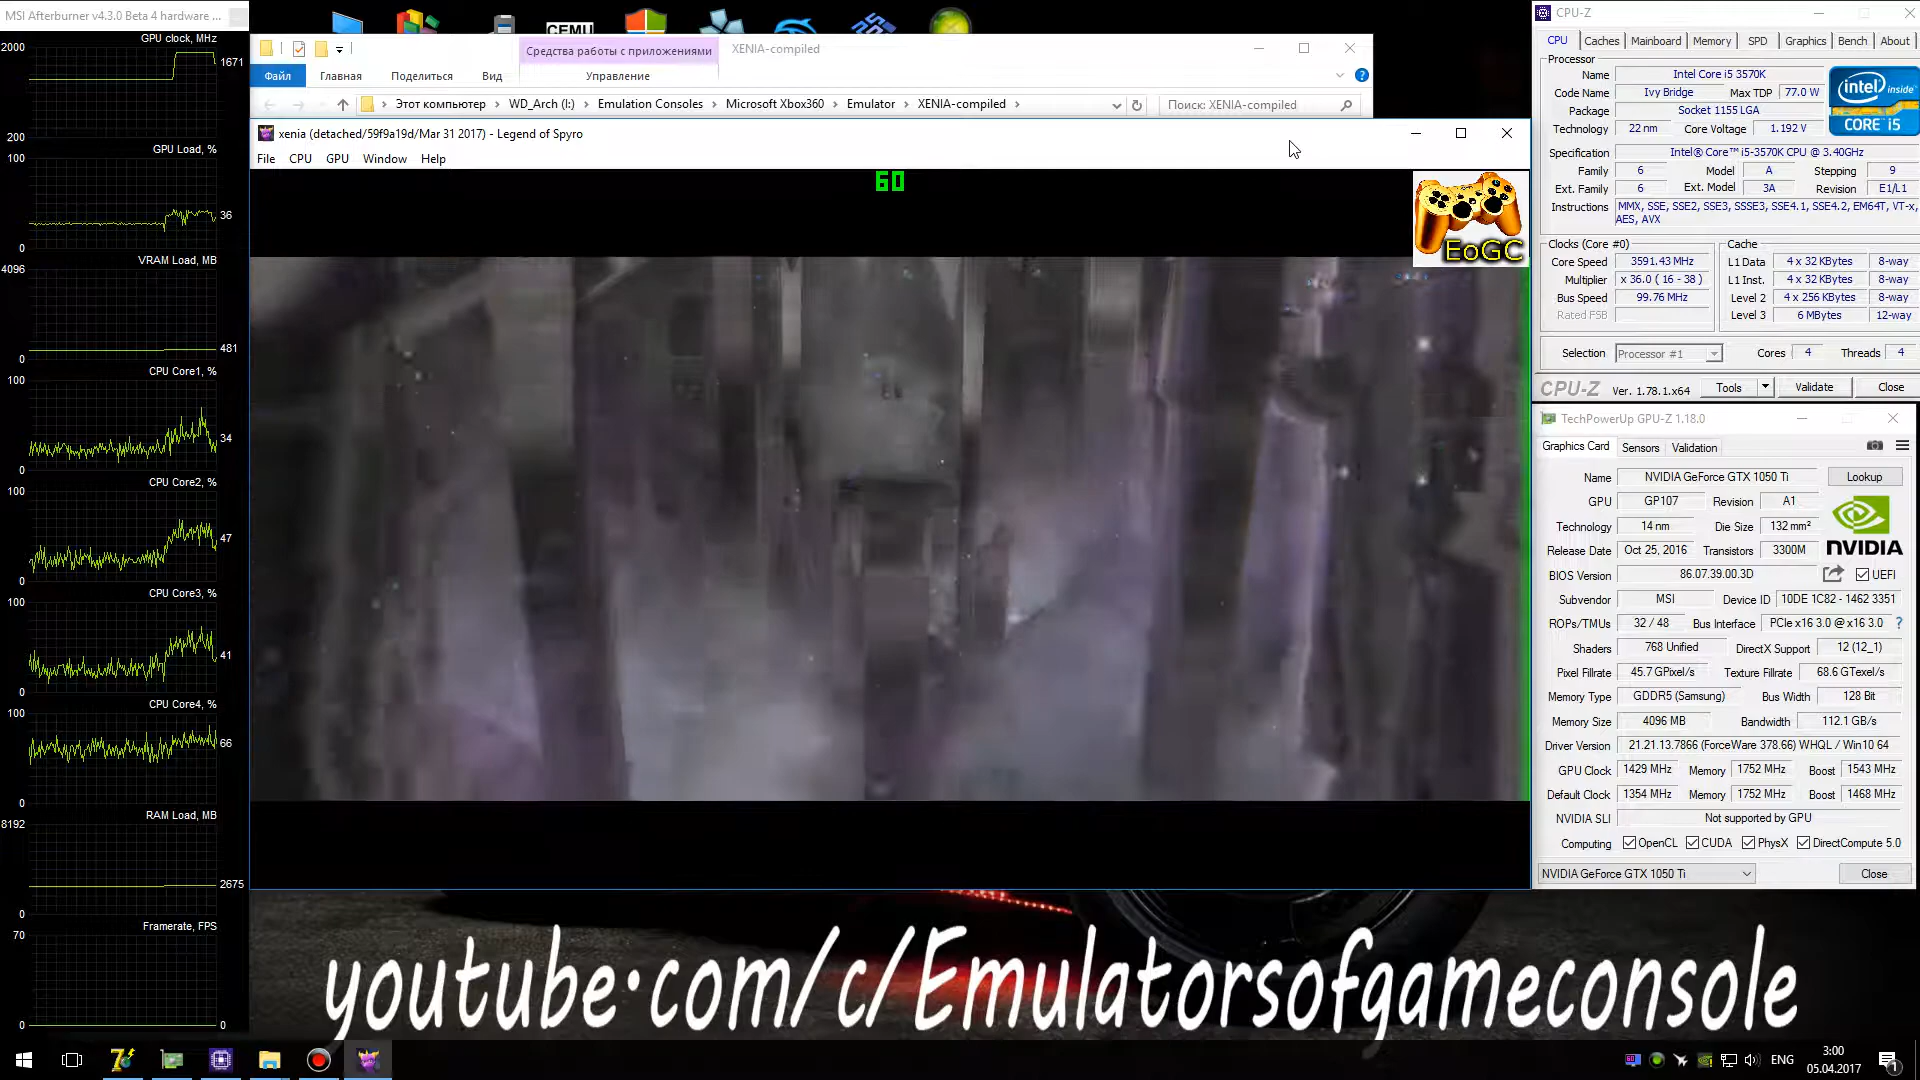 MSI Afterburner v4.3.0 Beta 4 hardware ...
GPU clock, MHz
2000
1671
200
GPU Load, %
100
36
0
VRAM Load, MB
4096
481
0
CPU Core1, %
100
34
0
CPU Core2, %
100
47
0
CPU Core3, %
100
41
0
CPU Core4, %
100
66
0
RAM Load, MB
8192
2675
0
Framerate, FPS
70
0
0
CEMU
Средства работы с приложениями
XENIA-compiled
Файл
Главная
Поделиться
Вид
Управление
Этот компьютер
WD_Arch (I:)
Emulation Consoles
Microsoft Xbox360
Emulator
XENIA-compiled
Поиск: XENIA-compiled
xenia (detached/59f9a19d/Mar 31 2017) - Legend of Spyro
File CPU GPU Window Help
60
EoGC
CPU-Z
CPU Caches Mainboard Memory SPD Graphics Bench About
Processor
Name Intel Core i5 3570K
Code Name Ivy Bridge Max TDP 77.0 W
Package Socket 1155 LGA
Technology 22 nm Core Voltage 1.192 V
intel inside
CORE i5
Specification Intel® Core™ i5-3570K CPU @ 3.40GHz
Family 6 Model A Stepping 9
Ext. Family 6 Ext. Model 3A Revision E1/L1
Instructions MMX, SSE, SSE2, SSE3, SSSE3, SSE4.1, SSE4.2, EM64T, VT-x,
AES, AVX
Clocks (Core #0)
Core Speed 3591.43 MHz
Multiplier x 36.0 ( 16 - 38 )
Bus Speed 99.76 MHz
Rated FSB
Cache
L1 Data 4 x 32 KBytes 8-way
L1 Inst. 4 x 32 KBytes 8-way
Level 2 4 x 256 KBytes 8-way
Level 3 6 MBytes 12-way
Selection Processor #1 Cores 4 Threads 4
CPU-Z Ver. 1.78.1.x64 Tools Validate Close
TechPowerUp GPU-Z 1.18.0
Graphics Card Sensors Validation
Name NVIDIA GeForce GTX 1050 Ti Lookup
GPU GP107 Revision A1
Technology 14 nm Die Size 132 mm²
Release Date Oct 25, 2016 Transistors 3300M
NVIDIA
BIOS Version 86.07.39.00.3D UEFI
Subvendor MSI Device ID 10DE 1C82 - 1462 3351
ROPs/TMUs 32 / 48 Bus Interface PCIe x16 3.0 @ x16 3.0 ?
Shaders 768 Unified DirectX Support 12 (12_1)
Pixel Fillrate 45.7 GPixel/s Texture Fillrate 68.6 GTexel/s
Memory Type GDDR5 (Samsung) Bus Width 128 Bit
Memory Size 4096 MB Bandwidth 112.1 GB/s
Driver Version 21.21.13.7866 (ForceWare 378.66) WHQL / Win10 64
GPU Clock 1429 MHz Memory 1752 MHz Boost 1543 MHz
Default Clock 1354 MHz Memory 1752 MHz Boost 1468 MHz
NVIDIA SLI Not supported by GPU
Computing OpenCL CUDA PhysX DirectCompute 5.0
NVIDIA GeForce GTX 1050 Ti Close
youtube.com/c/Emulatorsofgameconsole
ENG
3:00
05.04.2017
1